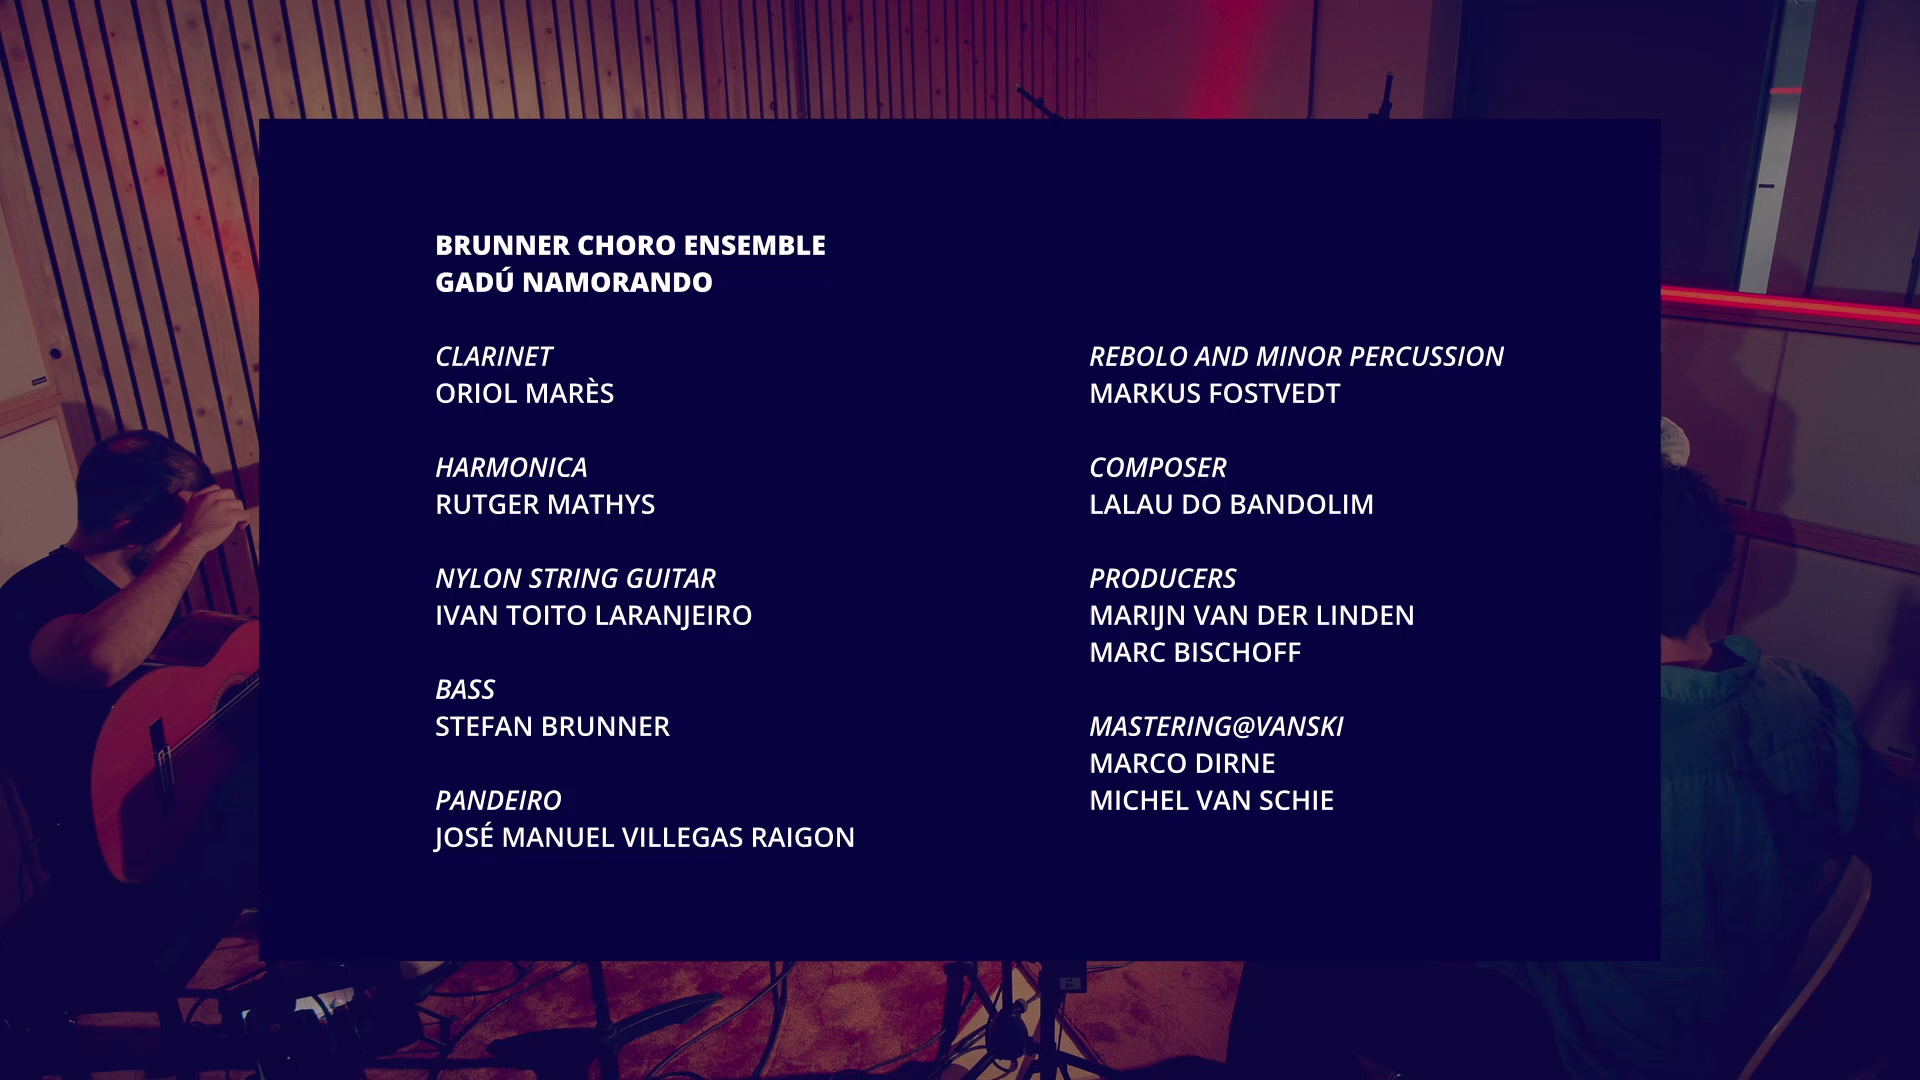 BRUNNER CHORO ENSEMBLE
GADÚ NAMORANDO
CLARINET
ORIOL MARÈS
HARMONICA
RUTGER MATHYS
NYLON STRING GUITAR
IVAN TOITO LARANJEIRO
BASS
STEFAN BRUNNER
PANDEIRO
JOSÉ MANUEL VILLEGAS RAIGON
REBOLO AND MINOR PERCUSSION
MARKUS FOSTVEDT
COMPOSER
LALAU DO BANDOLIM
PRODUCERS
MARIJN VAN DER LINDEN
MARC BISCHOFF
MASTERING@VANSKI
MARCO DIRNE
MICHEL VAN SCHIE